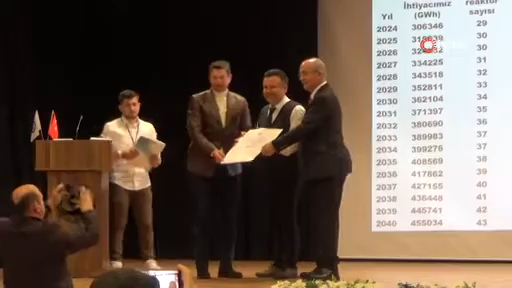 İhtiyacımız reaktör
Yıl (GWh) sayısı
2024 306346 29
2025 30
2026 30
2027 334225 31
2028 343518 32
2029 352811 33
2030 362104 34
2031 371397 35
2032 380690 36
2033 389983 37
2034 399276 37
2035 408569 38
2036 417862 39
2037 427155 40
2038 436448 41
2039 445741 42
2040 455034 43